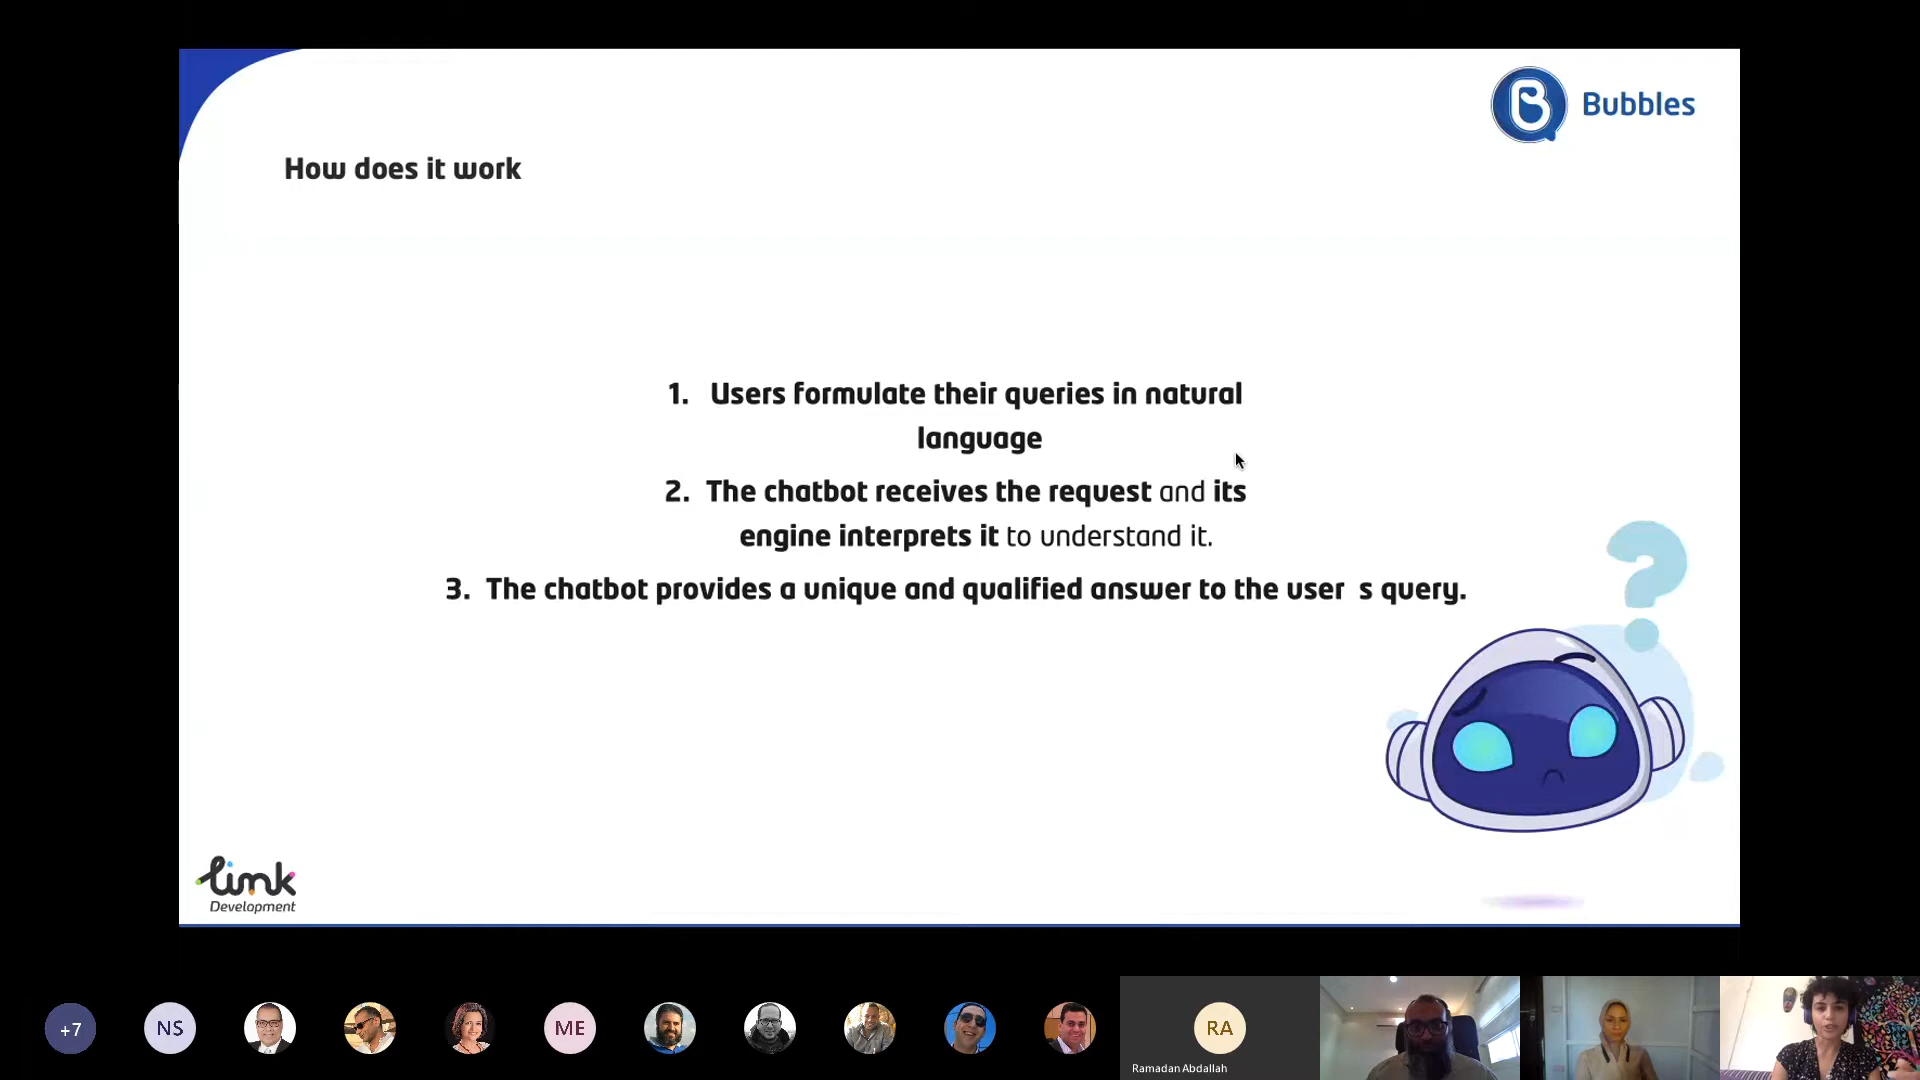 Bubbles
How does it work
1. Users formulate their queries in natural
language
2. The chatbot receives the request and its
engine interprets it to understand it.
3. The chatbot provides a unique and qualified answer to the user s query.
?
link
Development
+7
NS
ME
RA
Ramadan Abdallah